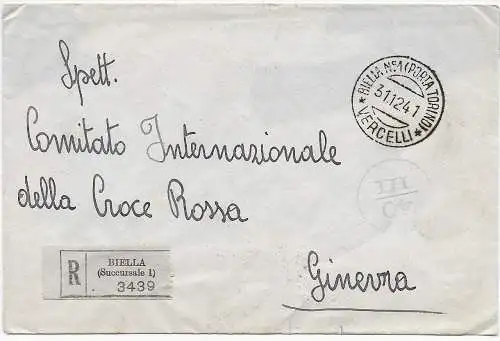 Spett.
BIELLA N.1 (PORTA TORINO)
31.12.41
* VERCELLI *
Comitato Internazionale
della Croce Rossa
R
BIELLA
(Succursale 1)
3439
Ginevra